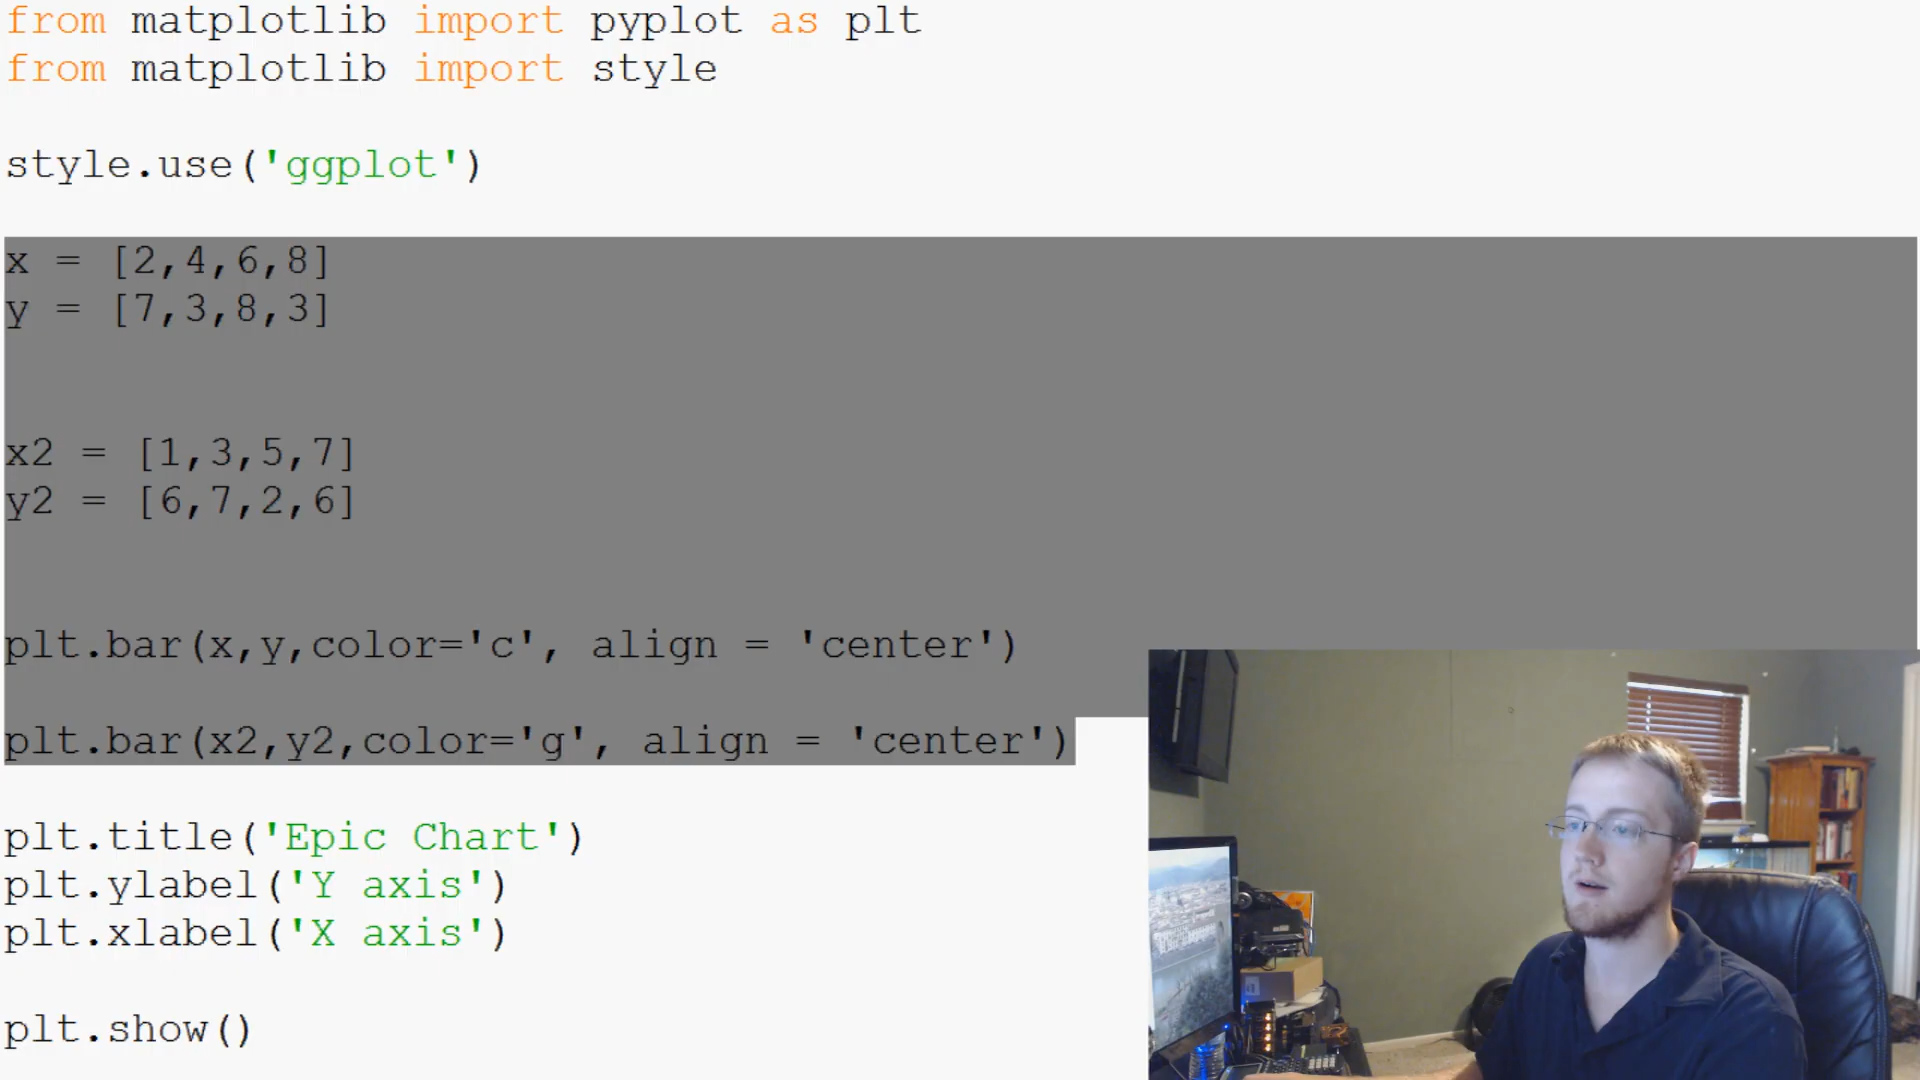 from matplotlib import pyplot as plt
from matplotlib import style
style.use('ggplot')
x = [2,4,6,8]
y = [7,3,8,3]
x2 = [1,3,5,7]
y2 = [6,7,2,6]
plt.bar(x,y,color='c', align = 'center')
plt.bar(x2,y2,color='g', align = 'center')
plt.title('Epic Chart')
plt.ylabel('Y axis')
plt.xlabel('X axis')
plt.show()